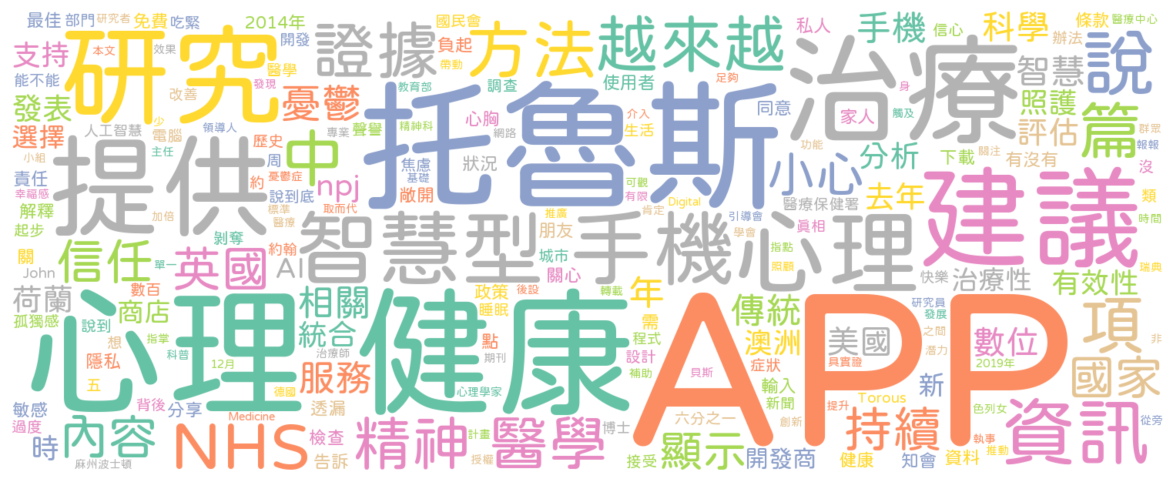 最佳 部門 研究者 免費 2014年 國民會 私人 手機 科學 條款 醫療中心
支持 本文 效果 吃緊 開發 證據 負起 方法 越來越 信心 辦法
研究 醫學 帶動 調查 使用者 治療 智慧 說
能不能 改善 發現 憂鬱 教育部 足夠 身 照護
發表 人工智慧 少 電腦 領導人 聲譽 精神科 介入 同意 家人 觸及 篇 群眾
選擇 小組 主任 歷史 專業 心胸 網路 生活 功能 評估 報報
提供 中 托魯斯 小心 分析 下載 關注 有沒有 沒
責任 周 焦慮 狀況
幸福感 憂鬱症 約 說到底 基礎 npj 敞開 可觀 醫療保健署 去年 建議 類
解釋 加倍 標準 取而代 有限 肯定 Digital 時間
起步 醫療 推廣 引導會 真相
信任 剝奪 智慧型手機 朋友 學會 指點 心理
關 單一 約翰 城市 照顧 快樂 瑞典
John 數百 英國 AI 關心 治療性 有效性
荷蘭 相關 政策 後設 轉載 年 傳統 研究員 項
孤獨感 說到 商店 統合 睡眠 需 澳洲 美國 發展 數位
心理健康 APP
想 指掌 點 程式 之間 2019年 國家 非
隱私 科普 治療師 期刊 設計 症狀 具實證 潛力
五 12月 服務 德國 心理學家 補助 貝斯 輸入 提升 新
敏感 背後 分享 Medicine 透漏 六分之一 新聞 Torous 色列女
過度 時 內容 NHS 檢查 精神 醫學 博士 顯示 創新 持續 執事 資訊 從旁
麻州波士頓 告訴 計畫 授權 接受 開發商 健康 知會 資料 推動